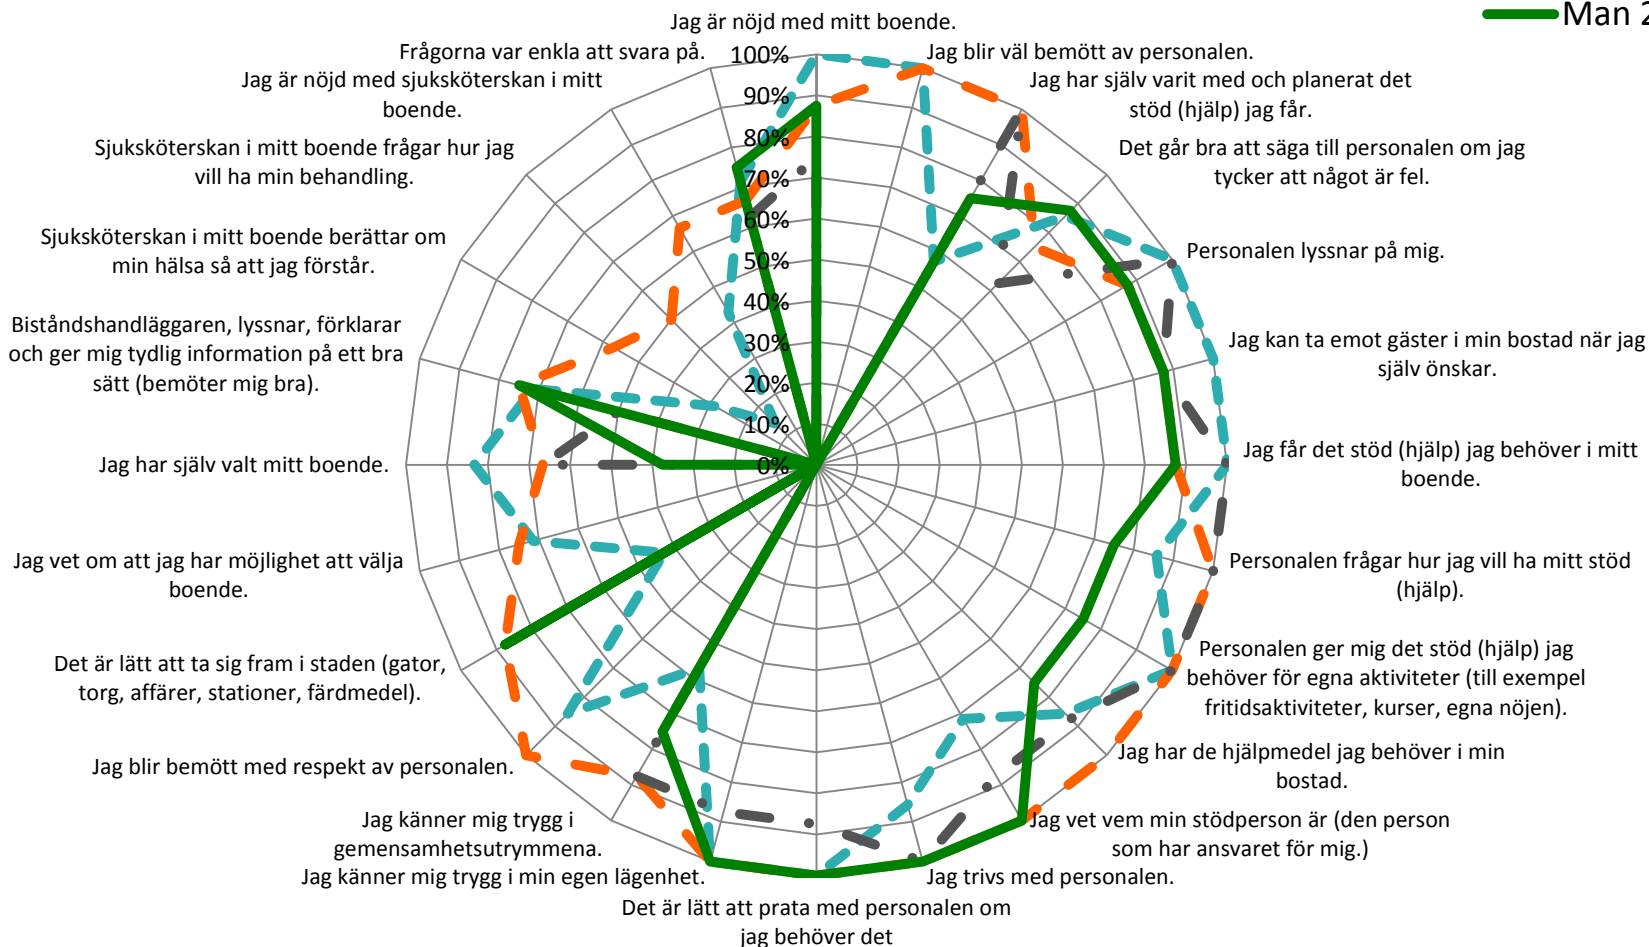 Man 2
Jag är nöjd med mitt boende.
Jag blir väl bemött av personalen.
Jag har själv varit med och planerat det
stöd (hjälp) jag får.
Det går bra att säga till personalen om jag
tycker att något är fel.
Personalen lyssnar på mig.
Jag kan ta emot gäster i min bostad när jag
själv önskar.
Jag får det stöd (hjälp) jag behöver i mitt
boende.
Personalen frågar hur jag vill ha mitt stöd
(hjälp).
Personalen ger mig det stöd (hjälp) jag
behöver för egna aktiviteter (till exempel
fritidsaktiviteter, kurser, egna nöjen).
Jag har de hjälpmedel jag behöver i min
bostad.
Jag vet vem min stödperson är (den person
som har ansvaret för mig.)
Jag trivs med personalen.
Det är lätt att prata med personalen om
jag behöver det
Jag känner mig trygg i min egen lägenhet.
Jag känner mig trygg i
gemensamhetsutrymmena.
Jag blir bemött med respekt av personalen.
Det är lätt att ta sig fram i staden (gator,
torg, affärer, stationer, färdmedel).
Jag vet om att jag har möjlighet att välja
boende.
Jag har själv valt mitt boende.
Biståndshandläggaren, lyssnar, förklarar
och ger mig tydlig information på ett bra
sätt (bemöter mig bra).
Sjuksköterskan i mitt boende berättar om
min hälsa så att jag förstår.
Sjuksköterskan i mitt boende frågar hur jag
vill ha min behandling.
Jag är nöjd med sjuksköterskan i mitt
boende.
Frågorna var enkla att svara på.
100%
90%
80%
70%
60%
50%
40%
30%
20%
10%
0%